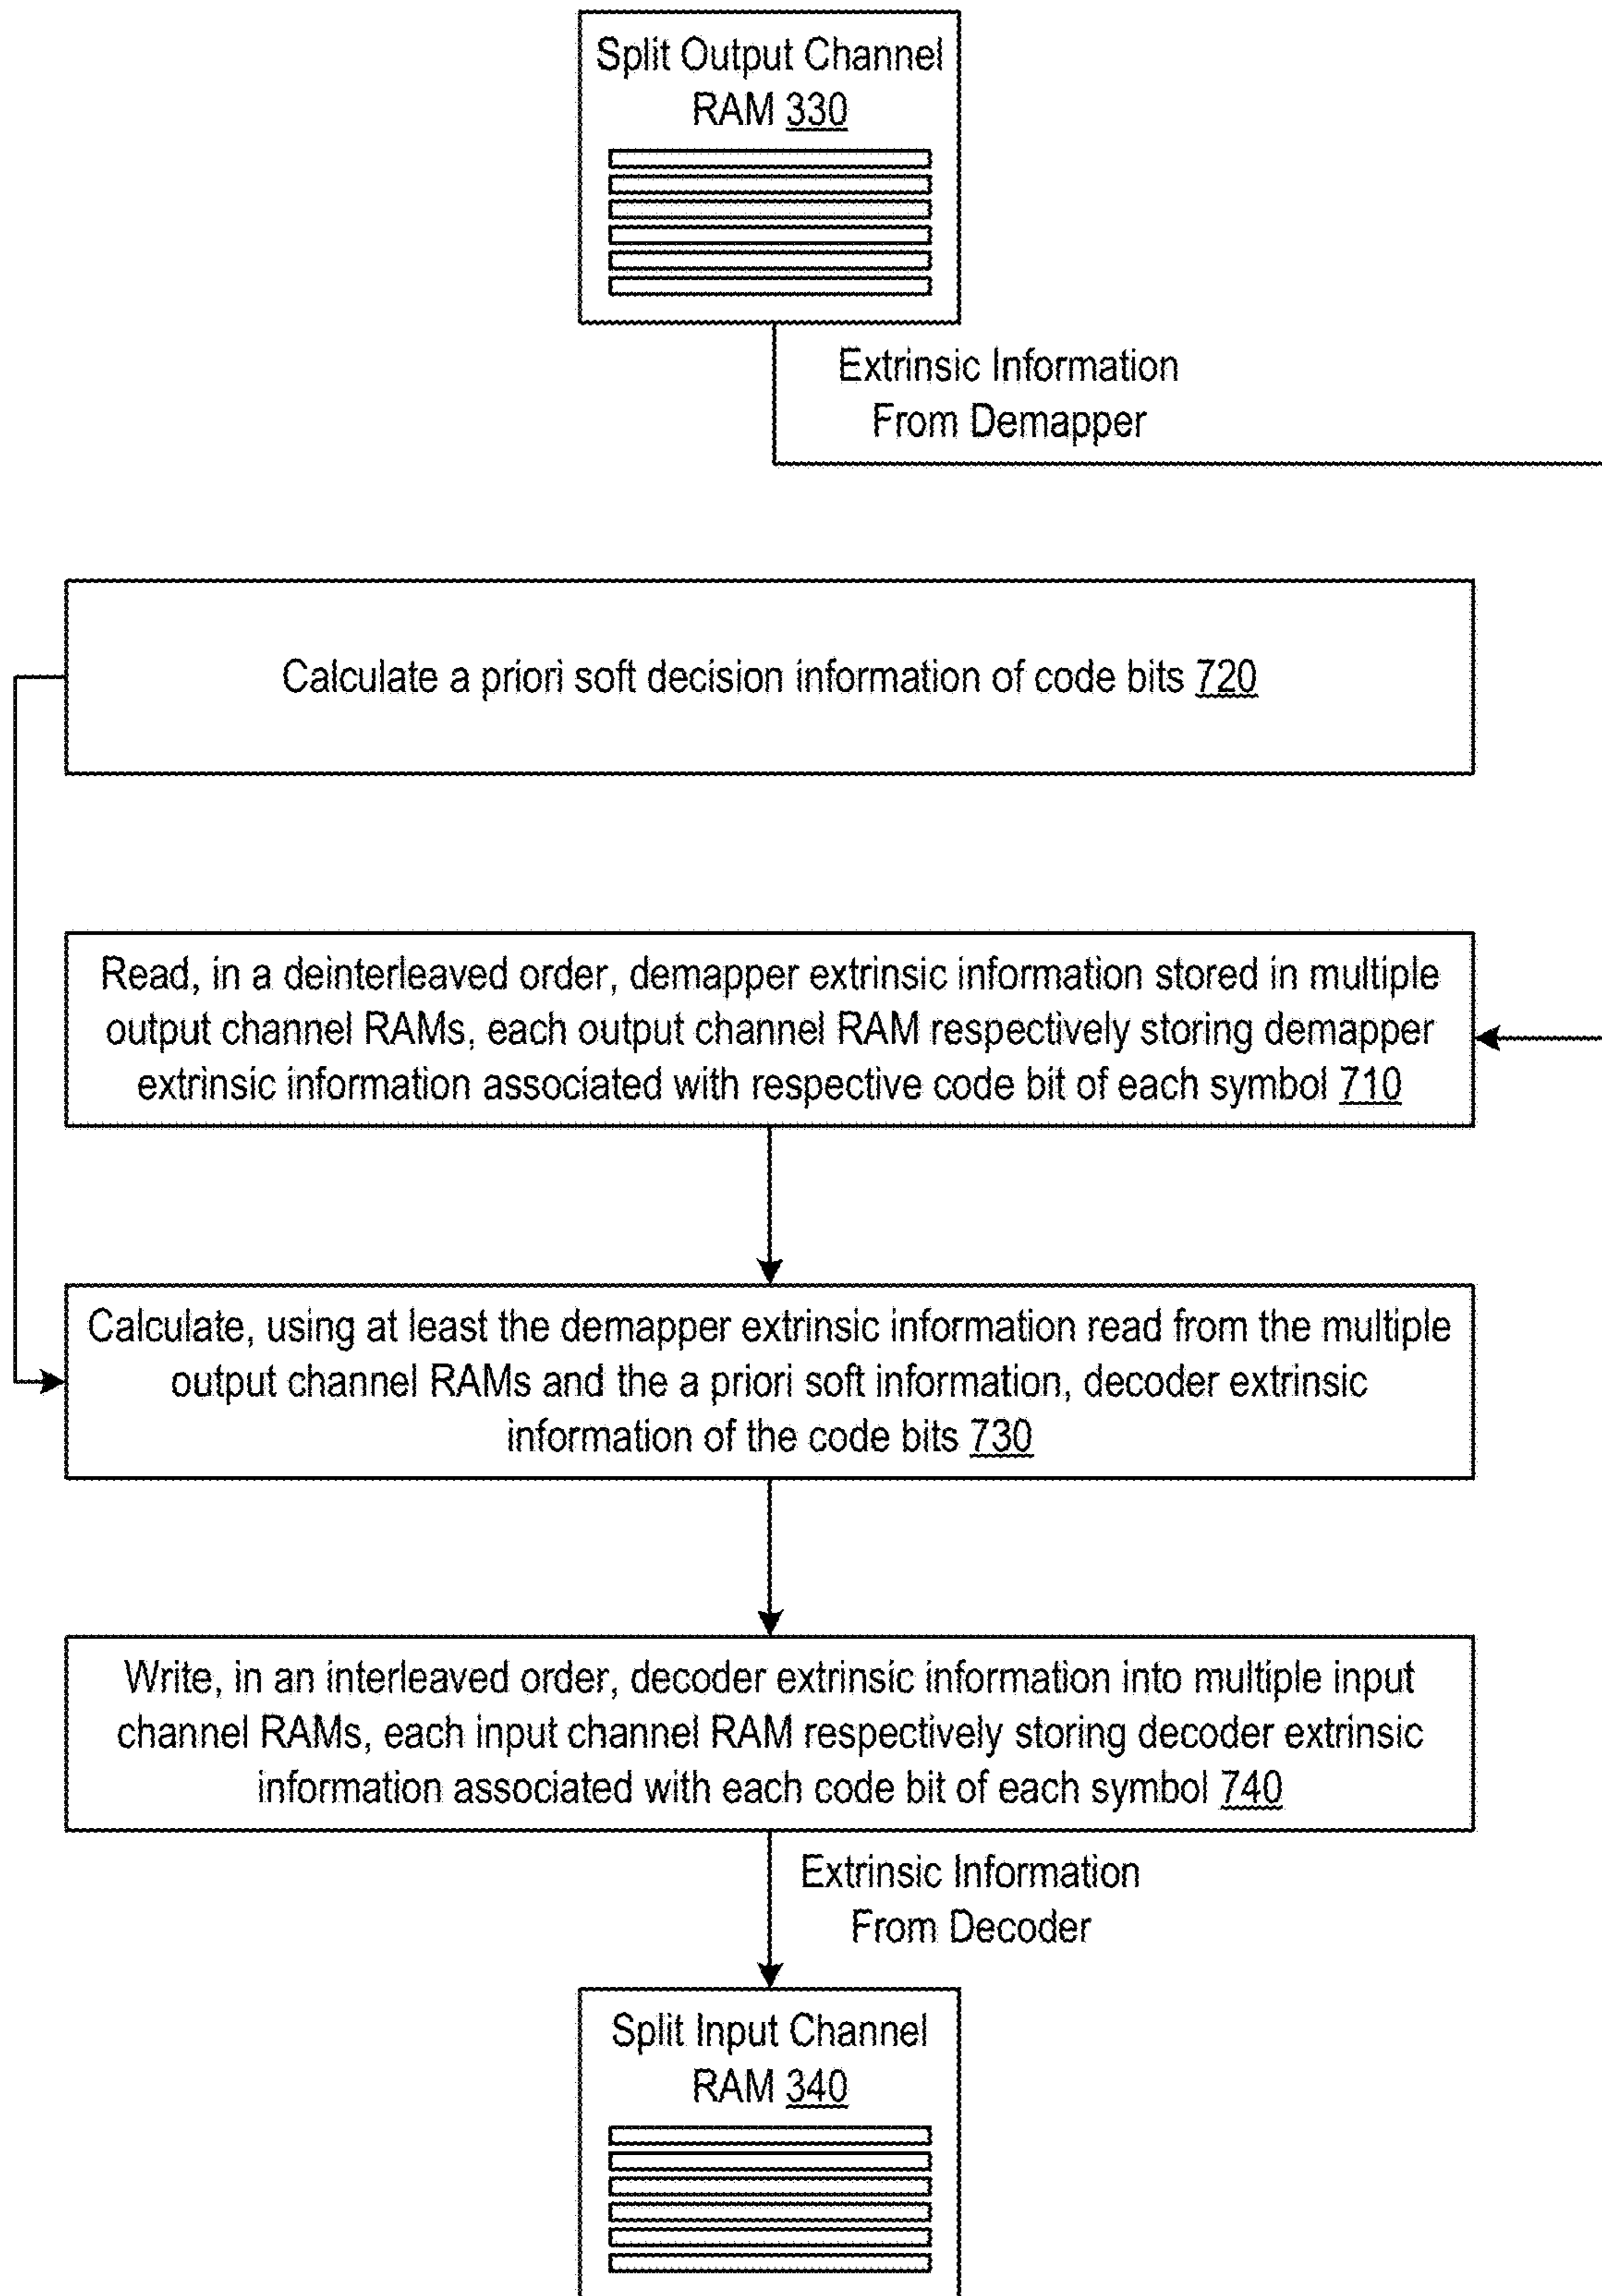 Split Output Channel
RAM 330
Extrinsic Information
From Demapper
Calculate a priori soft decision information of code bits 720
Read, in a deinterleaved order, demapper extrinsic information stored in multiple
output channel RAMs, each output channel RAM respectively storing demapper
extrinsic information associated with respective code bit of each symbol 710
Calculate, using at least the demapper extrinsic information read from the multiple
output channel RAMs and the a priori soft information, decoder extrinsic
information of the code bits 730
Write, in an interleaved order, decoder extrinsic information into multiple input
channel RAMs, each input channel RAM respectively storing decoder extrinsic
information associated with each code bit of each symbol 740
Extrinsic Information
From Decoder
Split Input Channel
RAM 340